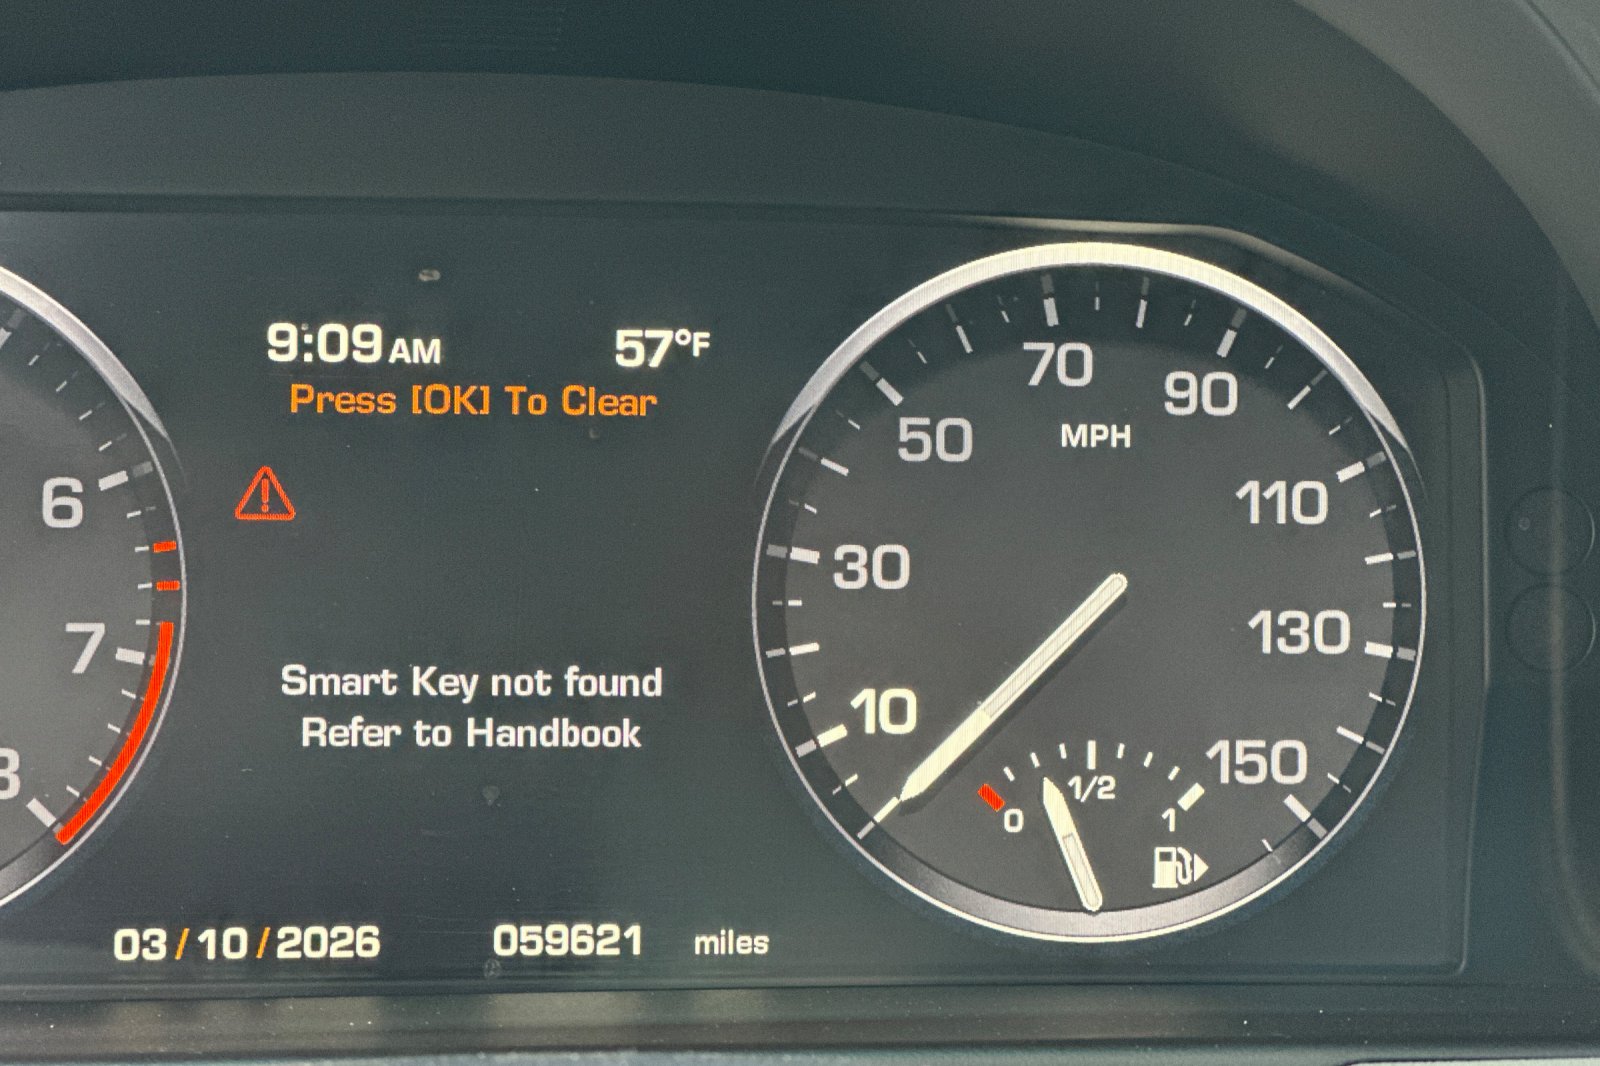 9:09 AM 57°F
Press [OK] To Clear
Smart Key not found
Refer to Handbook
03/10/2026 059621 miles
6
7
8
10
30
50
70
90
110
130
150
MPH
0
1/2
1